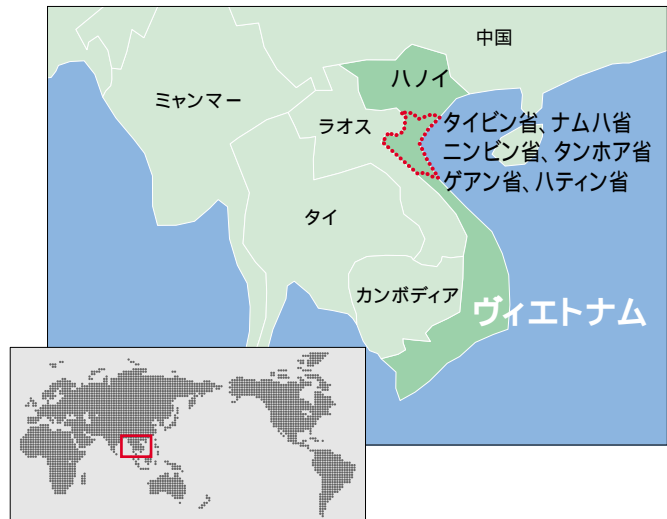 中国
ハノイ
ミャンマー
ラオス
タイビン省、ナムハ省
ニンビン省、タンホア省
ゲアン省、ハティン省
タイ
カンボディア
ヴィエトナム